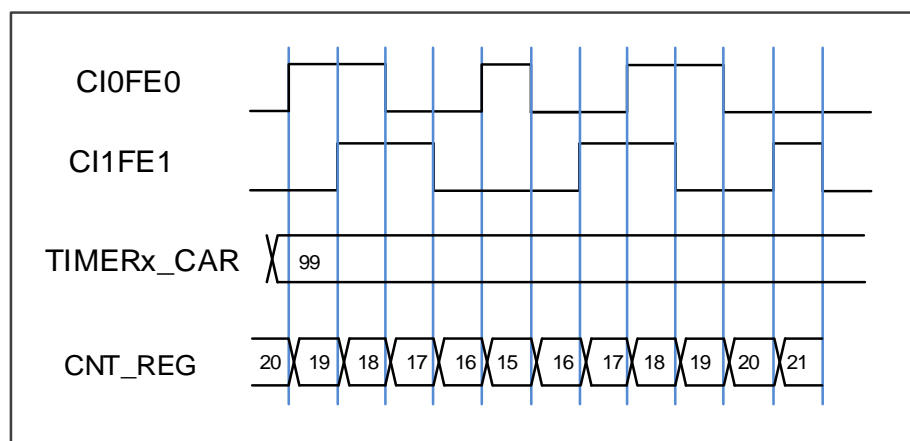 CI0FE0
CI1FE1
TIMERx_CAR 99
CNT_REG 20 19 18 17 16 15 16 17 18 19 20 21